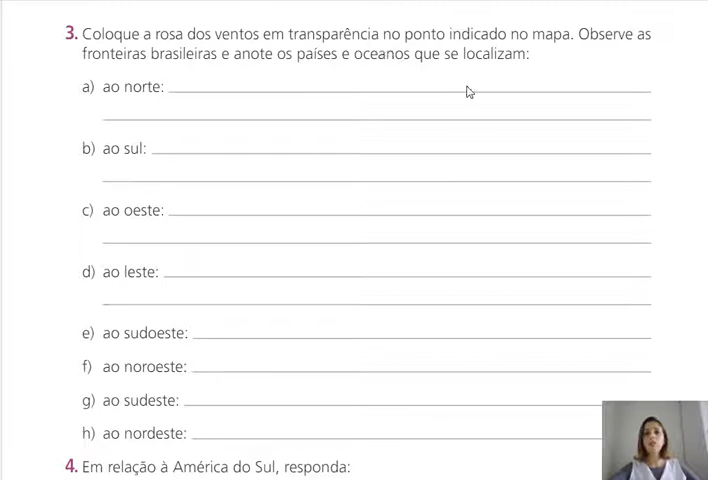 3. Coloque a rosa dos ventos em transparência no ponto indicado no mapa. Observe as
fronteiras brasileiras e anote os países e oceanos que se localizam:
a) ao norte:
b) ao sul:
c) ao oeste:
d) ao leste:
e) ao sudoeste:
f) ao noroeste:
g) ao sudeste:
h) ao nordeste:
4. Em relação à América do Sul, responda: